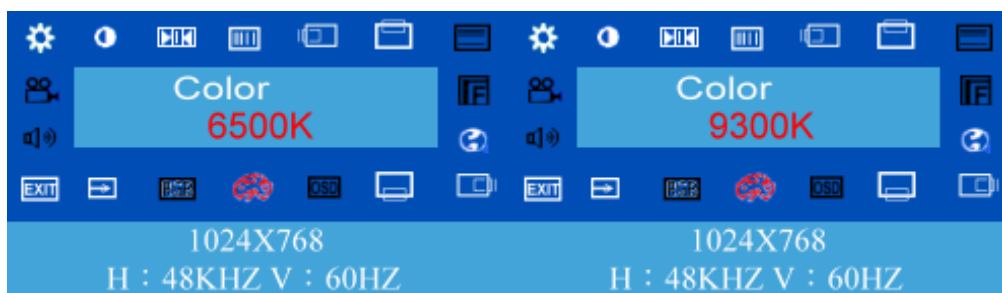 Color
6500K
F
EXIT
OSD
1024X768
H：48KHZ V：60HZ
Color
9300K
F
EXIT
OSD
1024X768
H：48KHZ V：60HZ